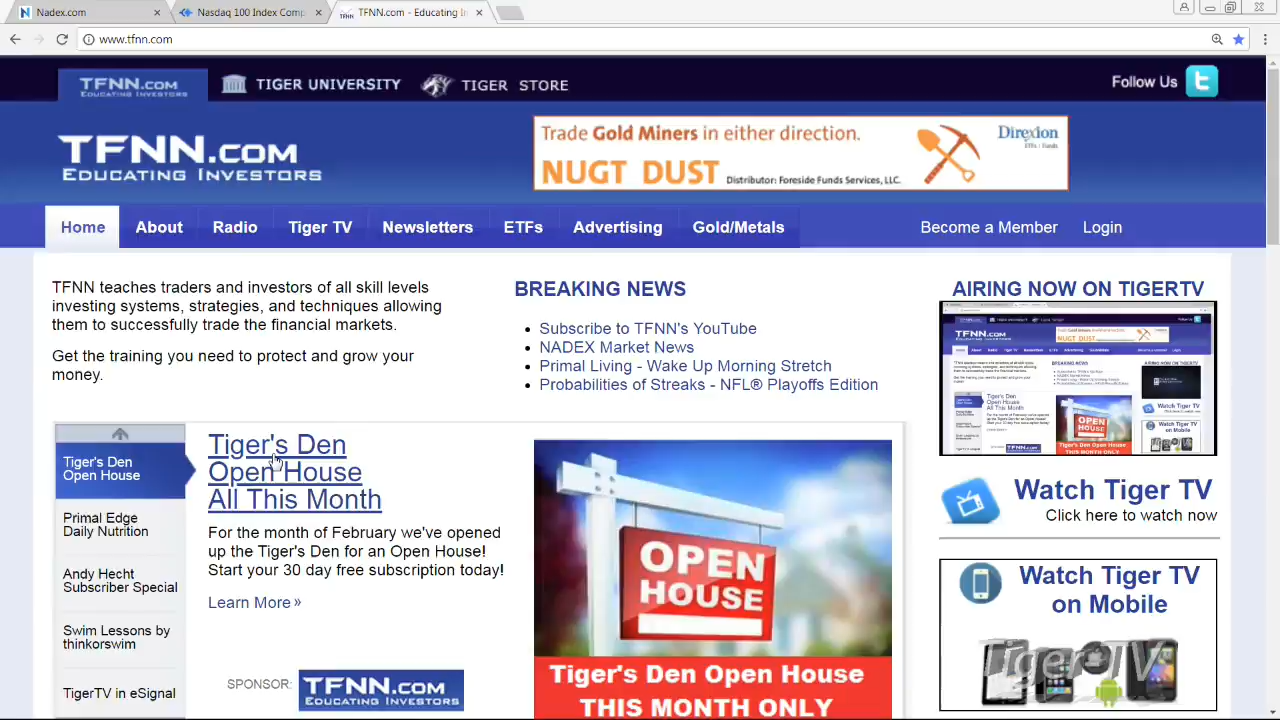 Nadex.com
Nasdaq 100 Index Comp
TFNN.com - Educating In
www.tfnn.com
TFNN.COM
EDUCATING INVESTORS
TIGER UNIVERSITY
TIGER STORE
Follow Us
TFNN.COM
EDUCATING INVESTORS
Trade Gold Miners in either direction.
NUGT DUST
Distributor: Foreside Funds Services, LLC.
Direxion
Home
About
Radio
Tiger TV
Newsletters
ETFs
Advertising
Gold/Metals
Become a Member
Login
TFNN teaches traders and investors of all skill levels
investing systems, strategies, and techniques allowing
them to successfully trade the financial markets.
Get the training you need to take control of your
money.
BREAKING NEWS
Subscribe to TFNN's YouTube
NADEX Market News
Primal Living - Wake Up Morning Stretch
Probabilities of Streaks - NFL® Playoffs Edition
AIRING NOW ON TIGERTV
Tiger's Den
Open House
Primal Edge
Daily Nutrition
Andy Hecht
Subscriber Special
Swim Lessons by
thinkorswim
TigerTV in eSignal
Tiger's Den
Open House
All This Month
For the month of February we've opened
up the Tiger's Den for an Open House!
Start your 30 day free subscription today!
Learn More »
SPONSOR:
TFNN.COM
EDUCATING INVESTORS
OPEN
HOUSE
Tiger's Den Open House
THIS MONTH ONLY
Watch Tiger TV
Click here to watch now
Watch Tiger TV
on Mobile
TigerTV